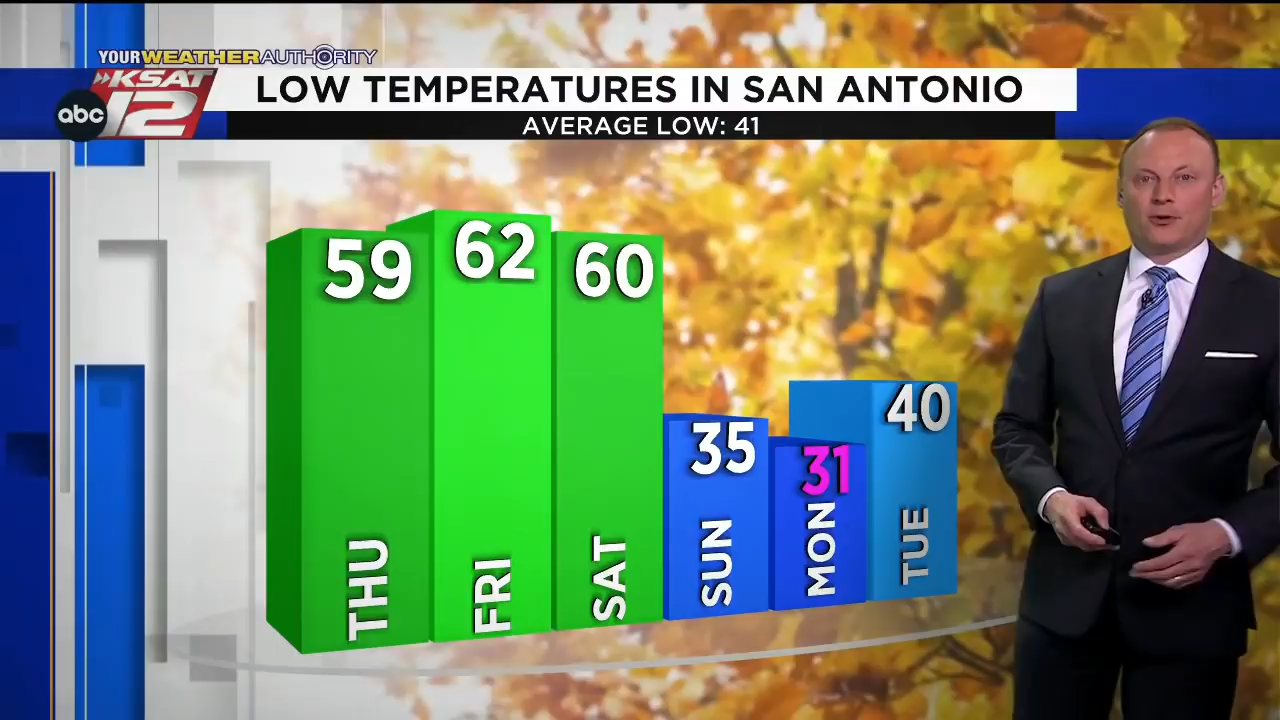 YOURWEATHERAUTHORITY
KSAT
abc
12
LOW TEMPERATURES IN SAN ANTONIO
AVERAGE LOW: 41
59
62
60
35
31
40
THU
FRI
SAT
SUN
MON
TUE